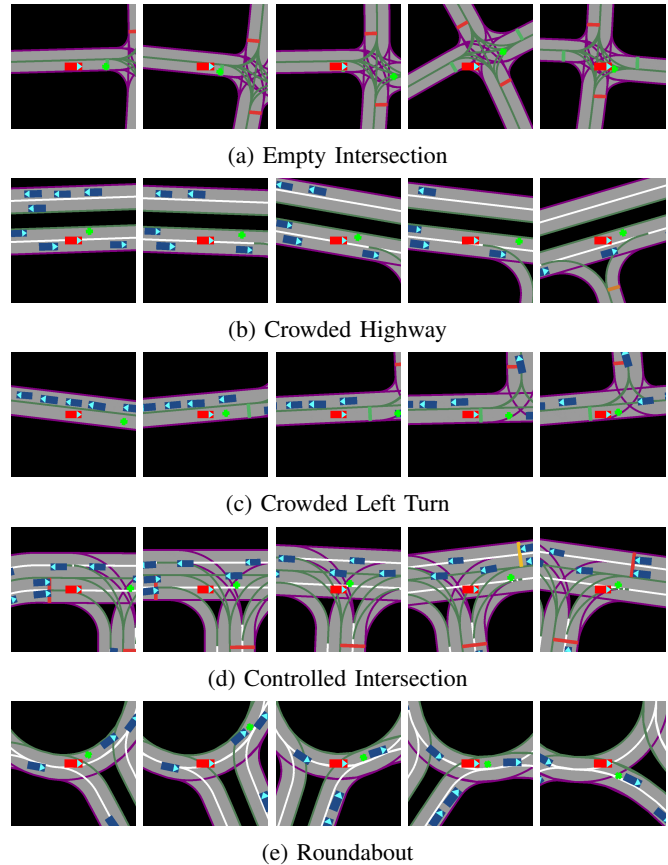 (a) Empty Intersection
(b) Crowded Highway
(c) Crowded Left Turn
(d) Controlled Intersection
(e) Roundabout